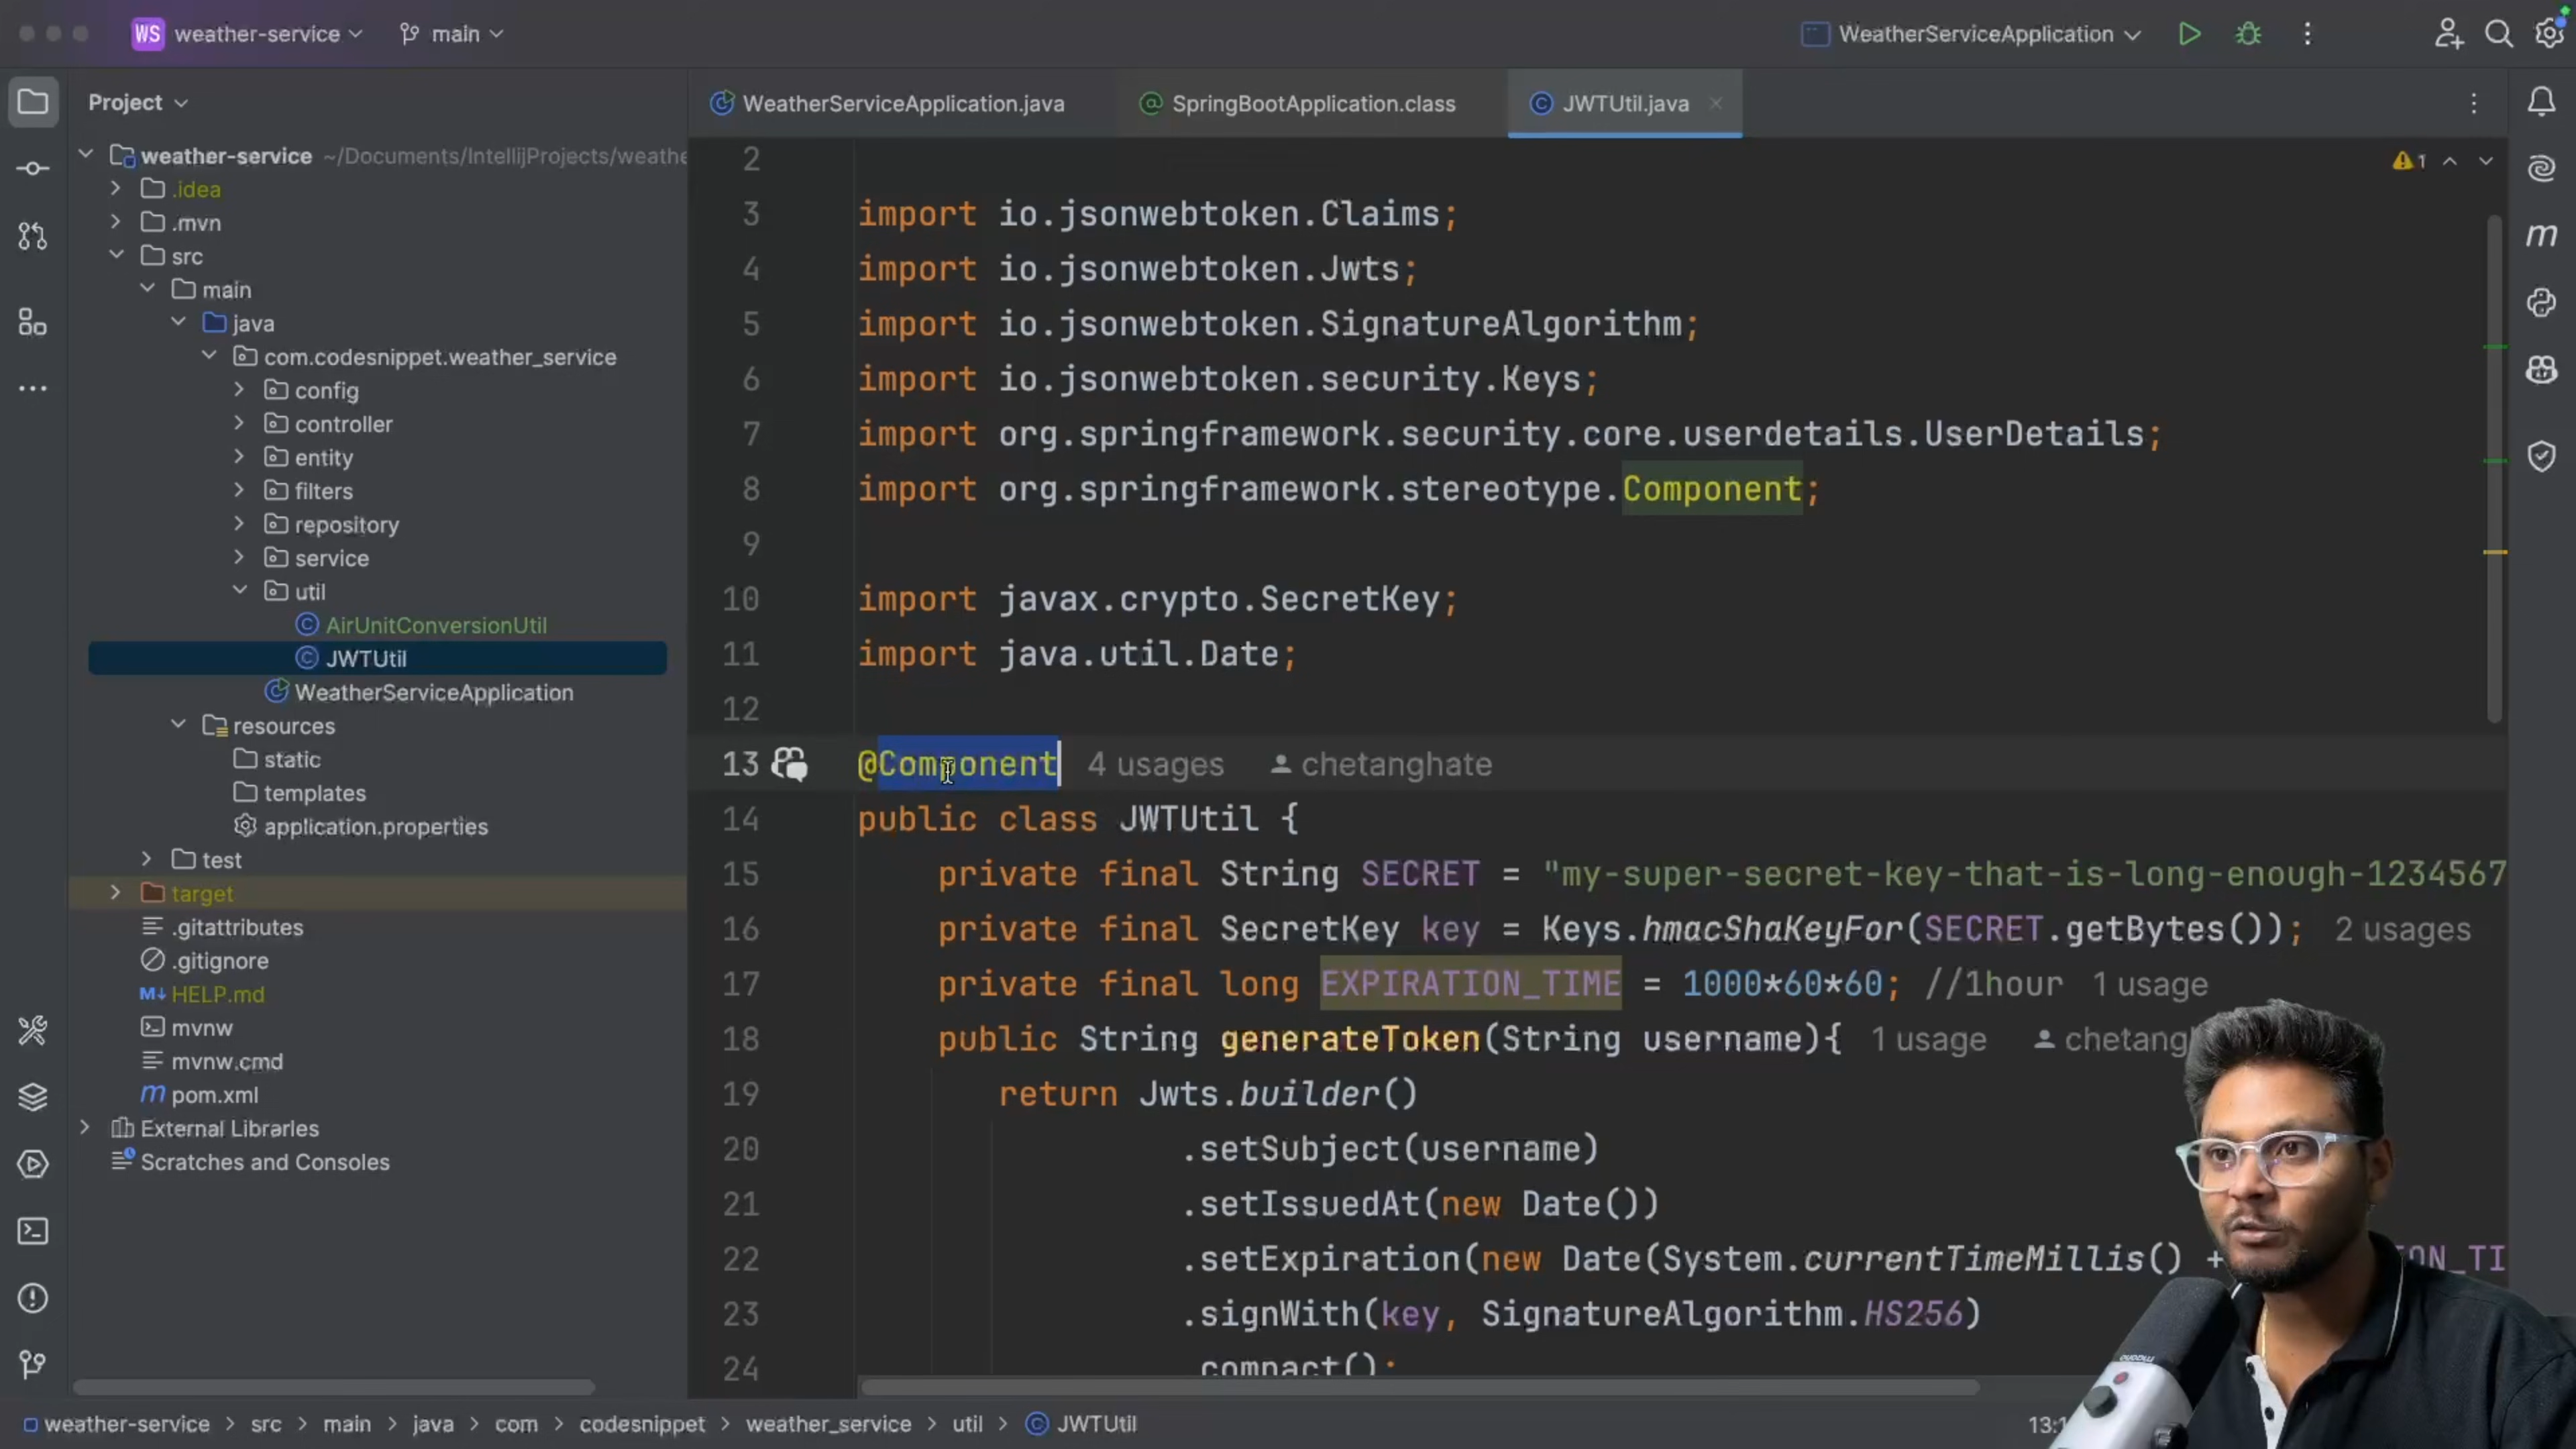 WS weather-service main WeatherServiceApplication
Project
WeatherServiceApplication.java SpringBootApplication.class JWTUtil.java
weather-service ~/Documents/IntellijProjects/weathe
.idea
.mvn
src
main
java
com.codesnippet.weather_service
config
controller
entity
filters
repository
service
util
AirUnitConversionUtil
JWTUtil
WeatherServiceApplication
resources
static
templates
application.properties
test
target
.gitattributes
.gitignore
M↓ HELP.md
mvnw
mvnw.cmd
m pom.xml
External Libraries
Scratches and Consoles
1
2
3 import io.jsonwebtoken.Claims;
4 import io.jsonwebtoken.Jwts;
5 import io.jsonwebtoken.SignatureAlgorithm;
6 import io.jsonwebtoken.security.Keys;
7 import org.springframework.security.core.userdetails.UserDetails;
8 import org.springframework.stereotype.Component;
9
10 import javax.crypto.SecretKey;
11 import java.util.Date;
12
13 @Component 4 usages chetanghate
14 public class JWTUtil {
15 private final String SECRET = "my-super-secret-key-that-is-long-enough-1234567
16 private final SecretKey key = Keys.hmacShaKeyFor(SECRET.getBytes()); 2 usages
17 private final long EXPIRATION_TIME = 1000*60*60; //1hour 1 usage
18 public String generateToken(String username){ 1 usage chetangh
19 return Jwts.builder()
20 .setSubject(username)
21 .setIssuedAt(new Date())
22 .setExpiration(new Date(System.currentTimeMillis() + ION_TI
23 .signWith(key, SignatureAlgorithm.HS256)
24 .compact();
m
weather-service > src > main > java > com > codesnippet > weather_service > util > JWTUtil
13:1
maono